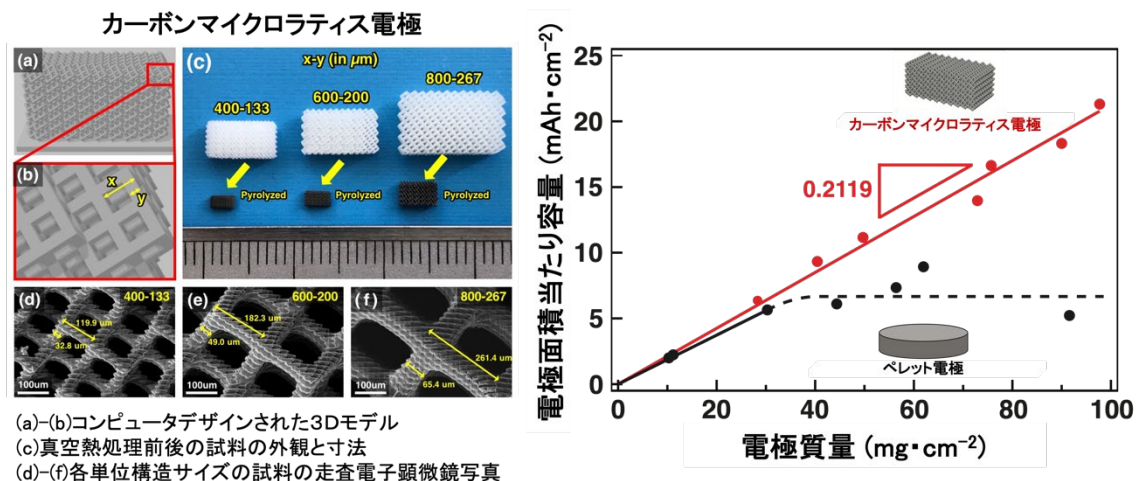 カーボンマイクロラティス電極
(a)
(b)
x
y
(c)
x-y (in μm)
400-133
600-200
800-267
Pyrolyzed
Pyrolyzed
Pyrolyzed
(d)
400-133
119.9 um
32.8 um
100um
(e)
600-200
182.3 um
49.0 um
100um
(f)
800-267
261.4 um
65.4 um
100um
(a)-(b)コンピュータデザインされた3Dモデル
(c)真空熱処理前後の試料の外観と寸法
(d)-(f)各単位構造サイズの試料の走査電子顕微鏡写真
電極面積当たり容量 (mAh・cm⁻²)
25
20
15
10
5
0
カーボンマイクロラティス電極
0.2119
ペレット電極
0
20
40
60
80
100
電極質量 (mg・cm⁻²)